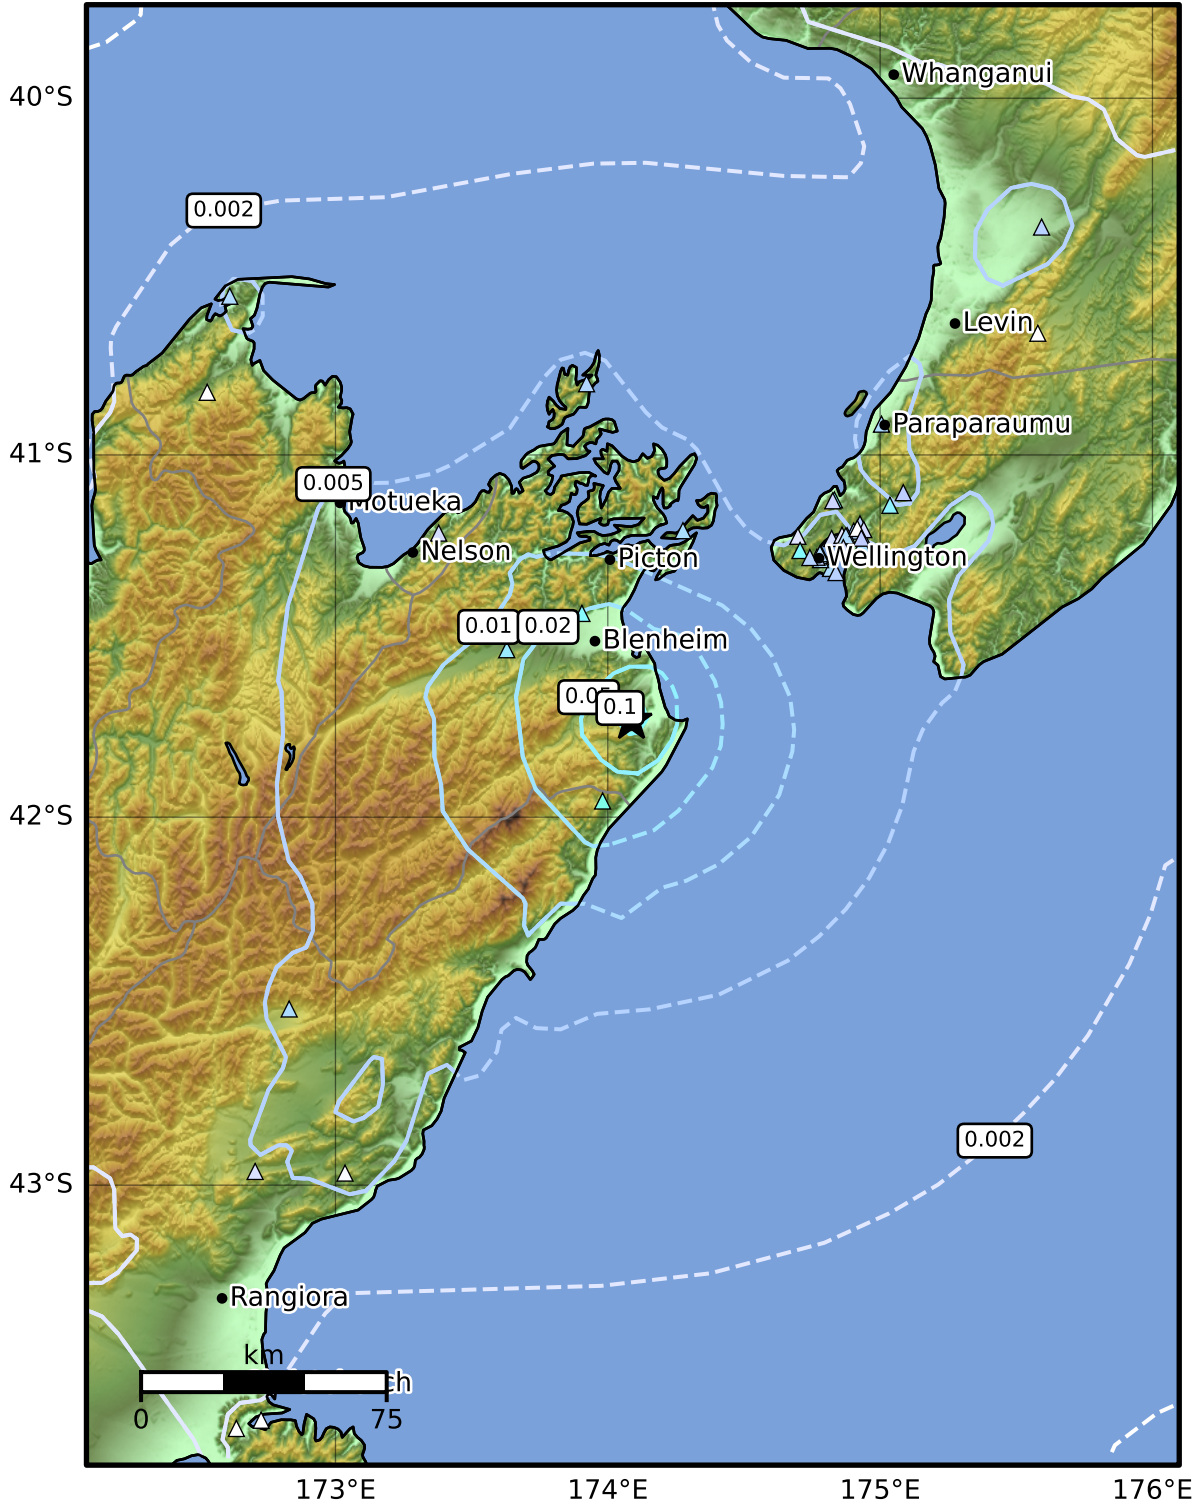 40°S
41°S
42°S
43°S
173°E
174°E
175°E
176°E
Whanganui
0.002
Levin
Paraparaumu
0.005
Motueka
Nelson
Picton
Wellington
0.01
0.02
Blenheim
0.1
0.002
Rangiora
km
0
75